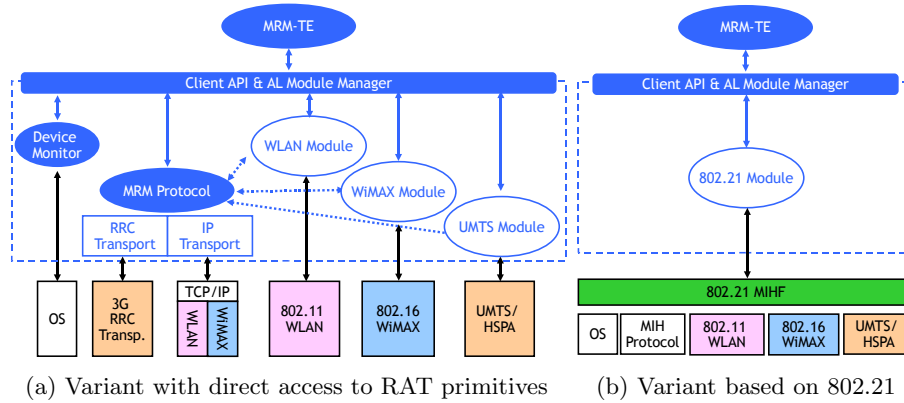 MRM-TE
Client API & AL Module Manager
Device
Monitor
WLAN Module
MRM Protocol
WiMAX Module
UMTS Module
RRC
Transport
IP
Transport
OS
3G
RRC
Transp.
TCP/IP
WLAN
WiMAX
802.11
WLAN
802.16
WiMAX
UMTS/
HSPA
(a) Variant with direct access to RAT primitives
MRM-TE
Client API & AL Module Manager
802.21 Module
802.21 MIHF
OS
MIH
Protocol
802.11
WLAN
802.16
WiMAX
UMTS/
HSPA
(b) Variant based on 802.21